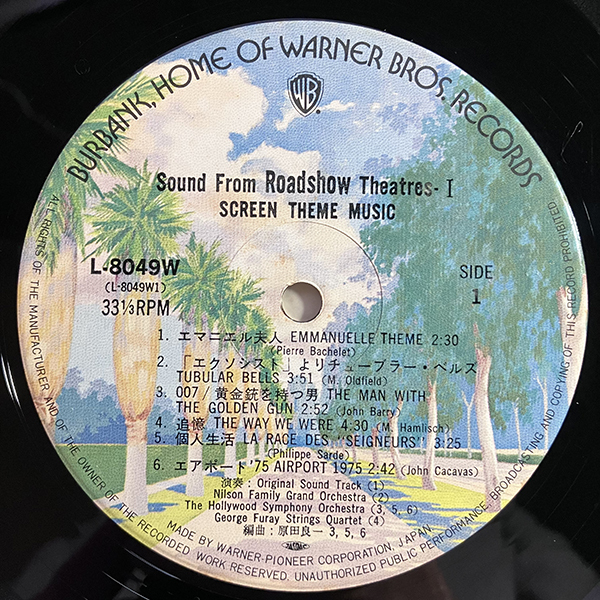 BURBANK, HOME OF WARNER BROS. RECORDS
WB
Sound From Roadshow Theatres-I
SCREEN THEME MUSIC
L-8049W
(L-8049W1)
33⅓RPM
SIDE
1
1. エマニエル夫人 EMMANUELLE THEME 2:30
(Pierre Bachelet)
2. 「エクソシスト」よりチューブラー・ベルズ
TUBULAR BELLS 3:51 (M. Oldfield)
3. 007/黄金銃を持つ男 THE MAN WITH
THE GOLDEN GUN 2:52 (John Barry)
4. 追憶 THE WAY WE WERE 4:30 (M. Hamlisch)
5. 個人生活 LA RACE DES "SEIGNEURS" 3:25
(Philippe Sarde)
6. エアポート'75 AIRPORT 1975 2:42 (John Cacavas)
演奏:Original Sound Track (1)
Nilson Family Grand Orchestra (2)
The Hollywood Symphony Orchestra (3, 5, 6)
George Furay Strings Quartet (4)
編曲:原田良一 3, 5, 6
MADE BY WARNER-PIONEER CORPORATION, JAPAN.
ALL RIGHTS OF THE MANUFACTURER AND OF THE OWNER OF THE RECORDED WORK RESERVED. UNAUTHORIZED PUBLIC PERFORMANCE, BROADCASTING AND COPYING OF THIS RECORD PROHIBITED.